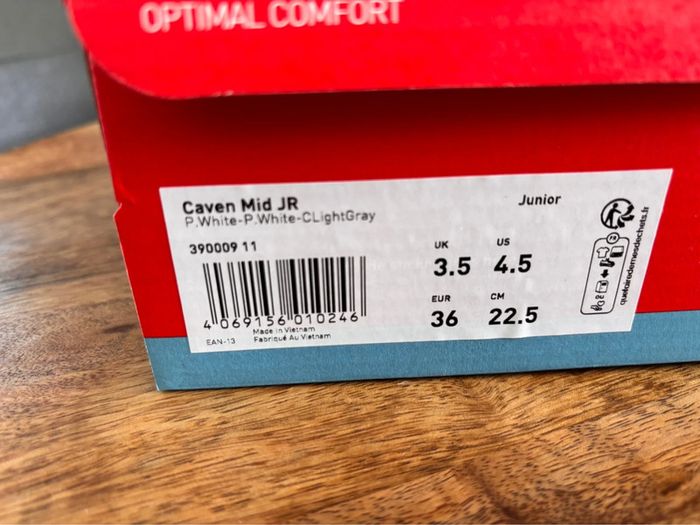 OPTIMAL COMFORT
Caven Mid JR
P.White-P.White-CLightGray
Junior
390009 11
UK
US
3.5
4.5
EUR
CM
36
22.5
4 069156 010246
EAN-13
Made in Vietnam
Fabriqué Au Vietnam
quefairedemesdechets.fr